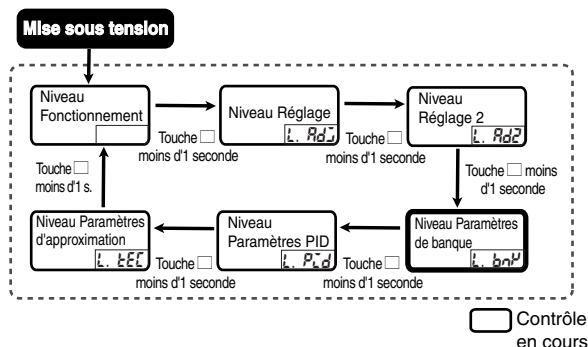 Mise sous tension
Niveau
Fonctionnement
Touche □
moins d'1 seconde
Niveau Réglage
L. AdJ
Touche □
moins d'1 seconde
Niveau
Réglage 2
L. Ad2
Touche □ moins
d'1 seconde
Niveau Paramètres
de banque
L. bnK
Touche □
moins d'1 seconde
Niveau
Paramètres PID
L. PiD
Touche □
moins d'1 seconde
Niveau Paramètres
d'approximation
L. tEC
Touche □
moins d'1 s.
Contrôle
en cours